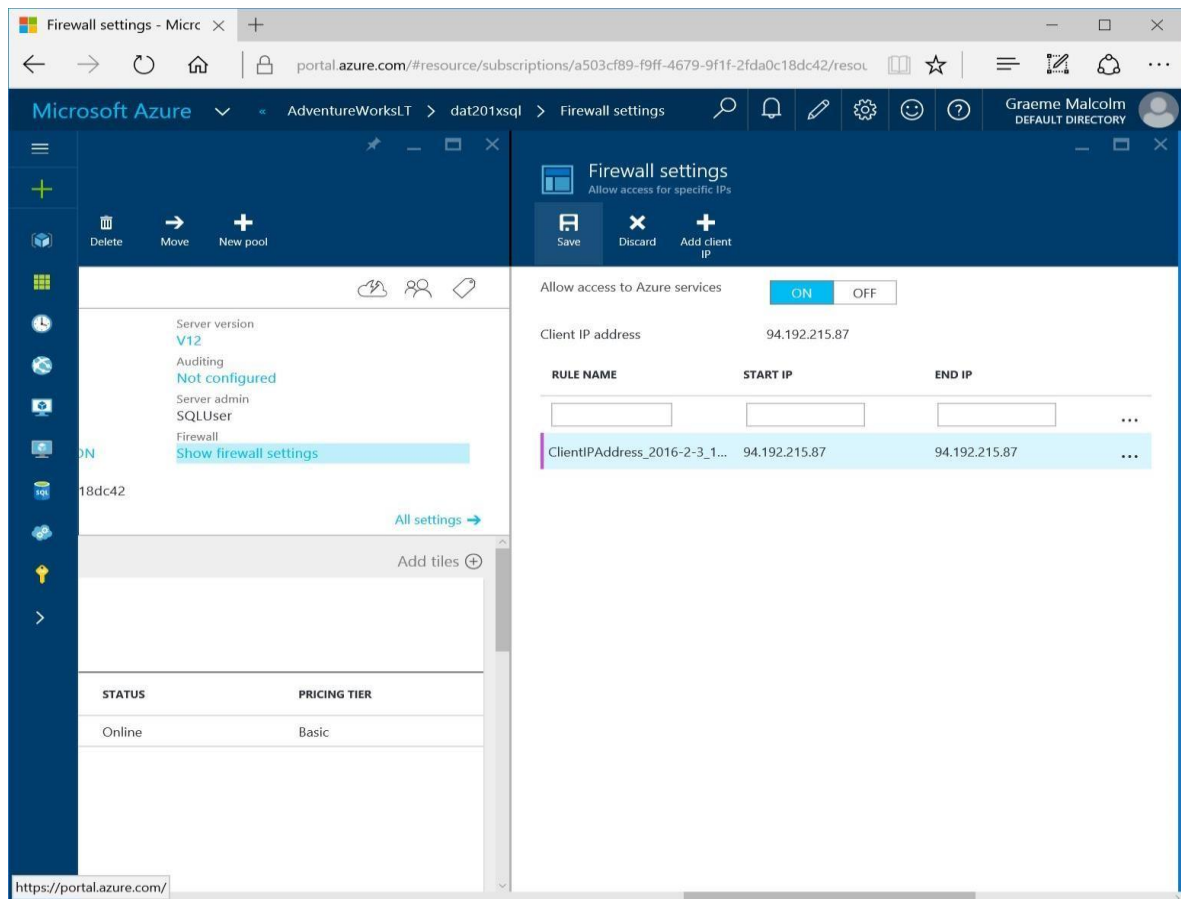 Firewall settings - Micrc
portal.azure.com/#resource/subscriptions/a503cf89-f9ff-4679-9f1f-2fda0c18dc42/resou
Microsoft Azure « AdventureWorksLT > dat201xsql > Firewall settings
Graeme Malcolm
DEFAULT DIRECTORY
Delete Move New pool
Server version
V12
Auditing
Not configured
Server admin
SQLUser
Firewall
ON Show firewall settings
18dc42
All settings
Add tiles
STATUS PRICING TIER
Online Basic
Firewall settings
Allow access for specific IPs
Save Discard Add client
IP
Allow access to Azure services ON OFF
Client IP address 94.192.215.87
RULE NAME START IP END IP
...
ClientIPAddress_2016-2-3_1... 94.192.215.87 94.192.215.87 ...
https://portal.azure.com/